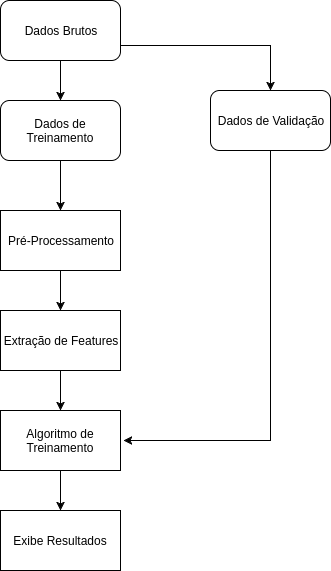 Dados Brutos
Dados de
Treinamento
Dados de Validação
Pré-Processamento
Extração de Features
Algoritmo de
Treinamento
Exibe Resultados